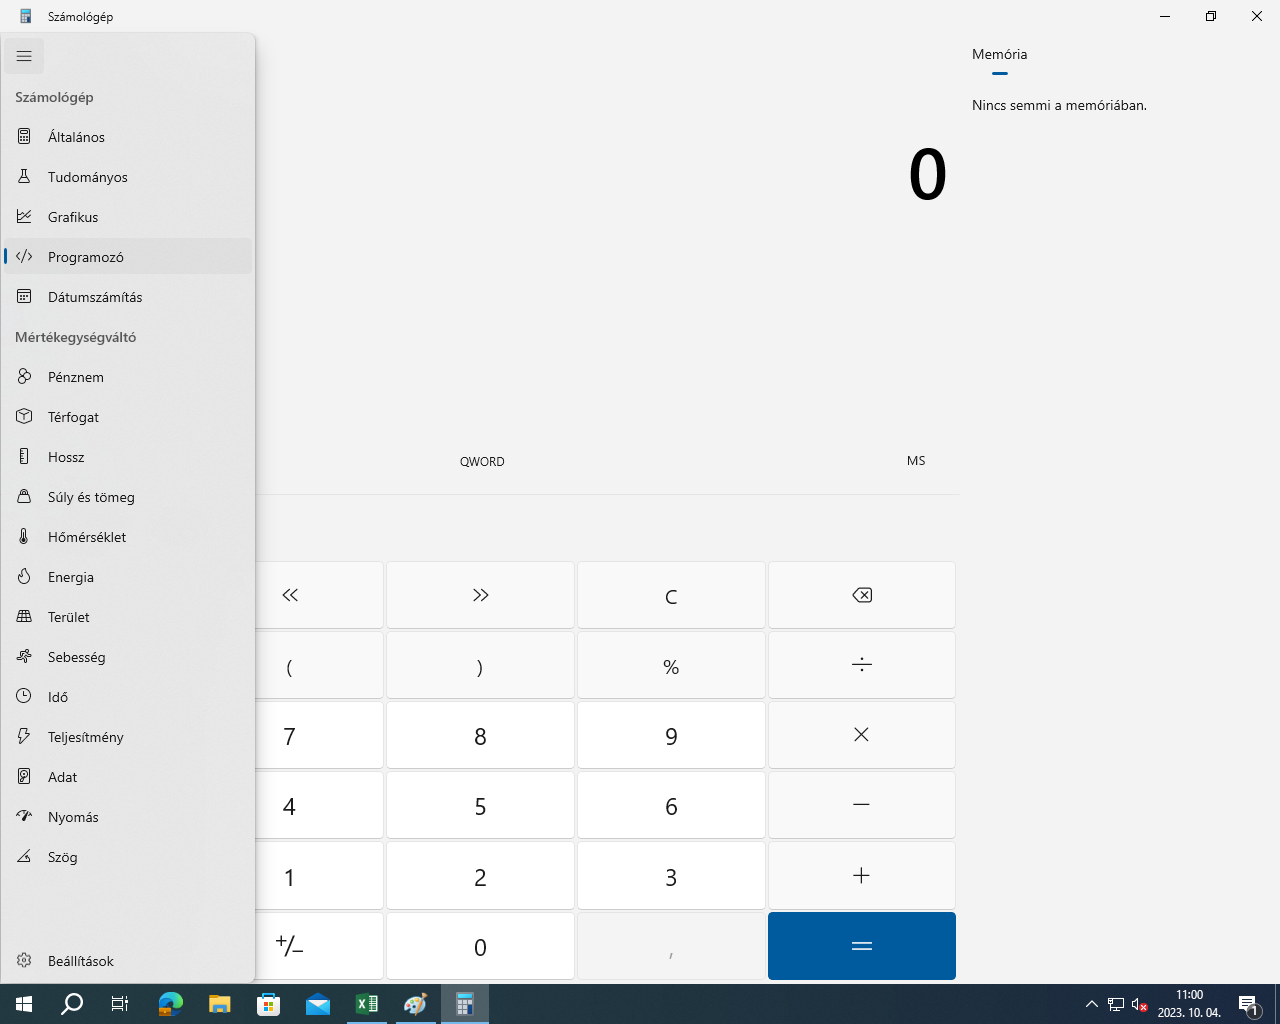 Számológép
Számológép
Általános
Tudományos
Grafikus
Programozó
Dátumszámítás
Mértékegységváltó
Pénznem
Térfogat
Hossz
Súly és tömeg
Hőmérséklet
Energia
Terület
Sebesség
Idő
Teljesítmény
Adat
Nyomás
Szög
Beállítások
0
QWORD
MS
Memória
Nincs semmi a memóriában.
C
( ) % ÷
7 8 9 ×
4 5 6 −
1 2 3 +
+/− 0 , =
11:00
2023. 10. 04.
1